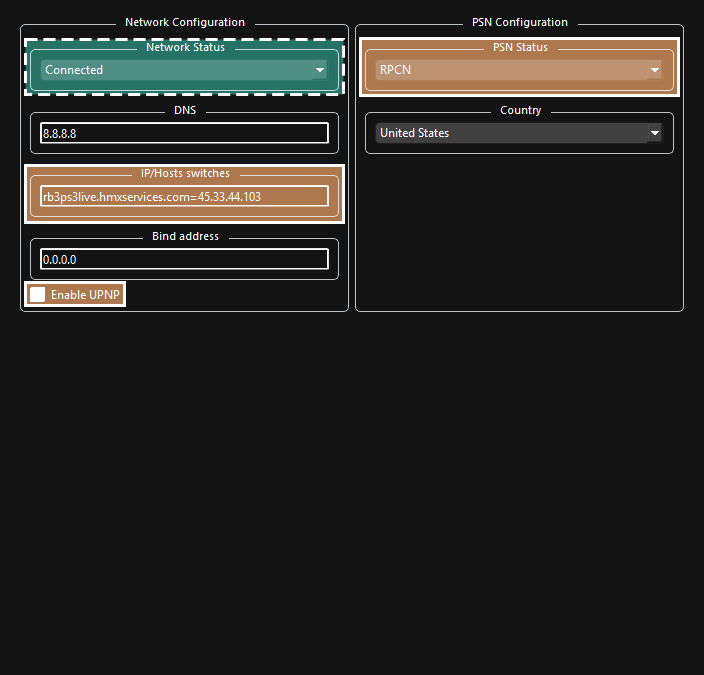 Network Configuration
Network Status
Connected
DNS
8.8.8.8
IP/Hosts switches
rb3ps3live.hmxservices.com=45.33.44.103
Bind address
0.0.0.0
Enable UPNP
PSN Configuration
PSN Status
RPCN
Country
United States